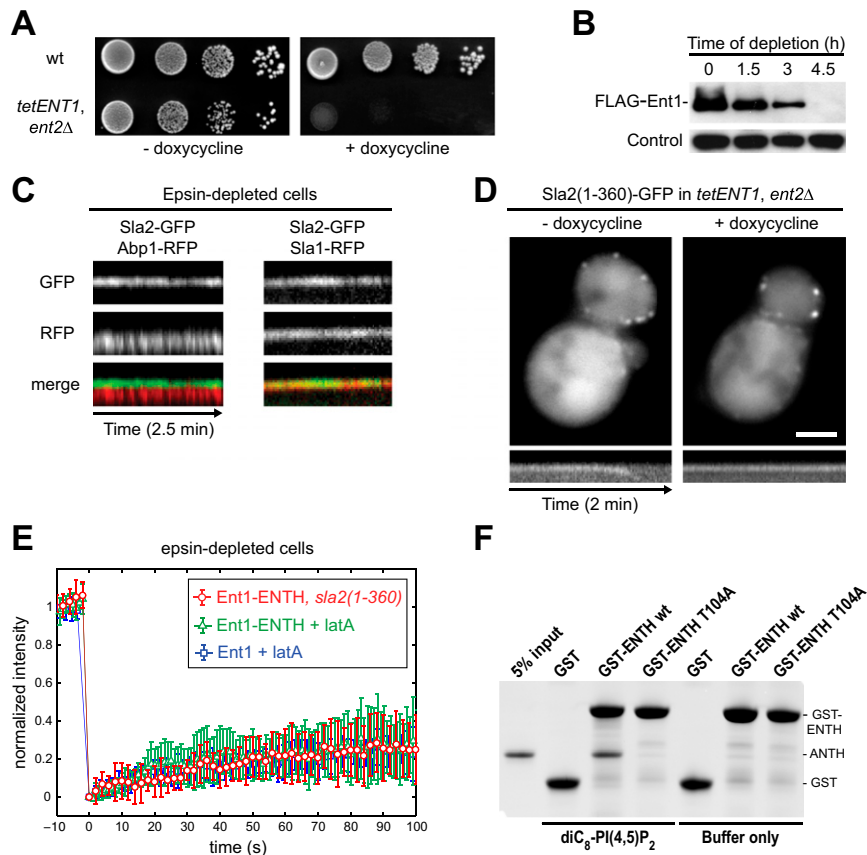 A
wt
tetENT1,
ent2Δ
- doxycycline
+ doxycycline
B
Time of depletion (h)
0 1.5 3 4.5
FLAG-Ent1-
Control
C
Epsin-depleted cells
Sla2-GFP
Abp1-RFP
Sla2-GFP
Sla1-RFP
GFP
RFP
merge
Time (2.5 min)
D
Sla2(1-360)-GFP in tetENT1, ent2Δ
- doxycycline
+ doxycycline
Time (2 min)
E
epsin-depleted cells
Ent1-ENTH, sla2(1-360)
Ent1-ENTH + latA
Ent1 + latA
normalized intensity
1
0.8
0.6
0.4
0.2
0
-10 0 10 20 30 40 50 60 70 80 90 100
time (s)
F
5% input
GST
GST-ENTH wt
GST-ENTH T104A
GST
GST-ENTH wt
GST-ENTH T104A
- GST-
ENTH
- ANTH
- GST
diC8-PI(4,5)P2
Buffer only